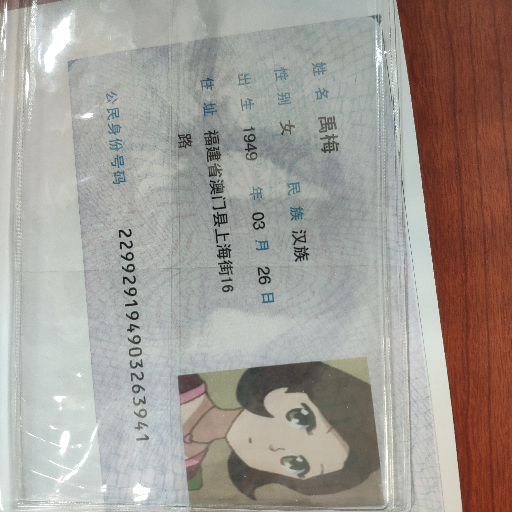 姓名 禹梅
性别 女 民族 汉族
出生 1949 年 03 月 26 日
住址 福建省澳门县上海街16
路
公民身份号码 229929194903263941